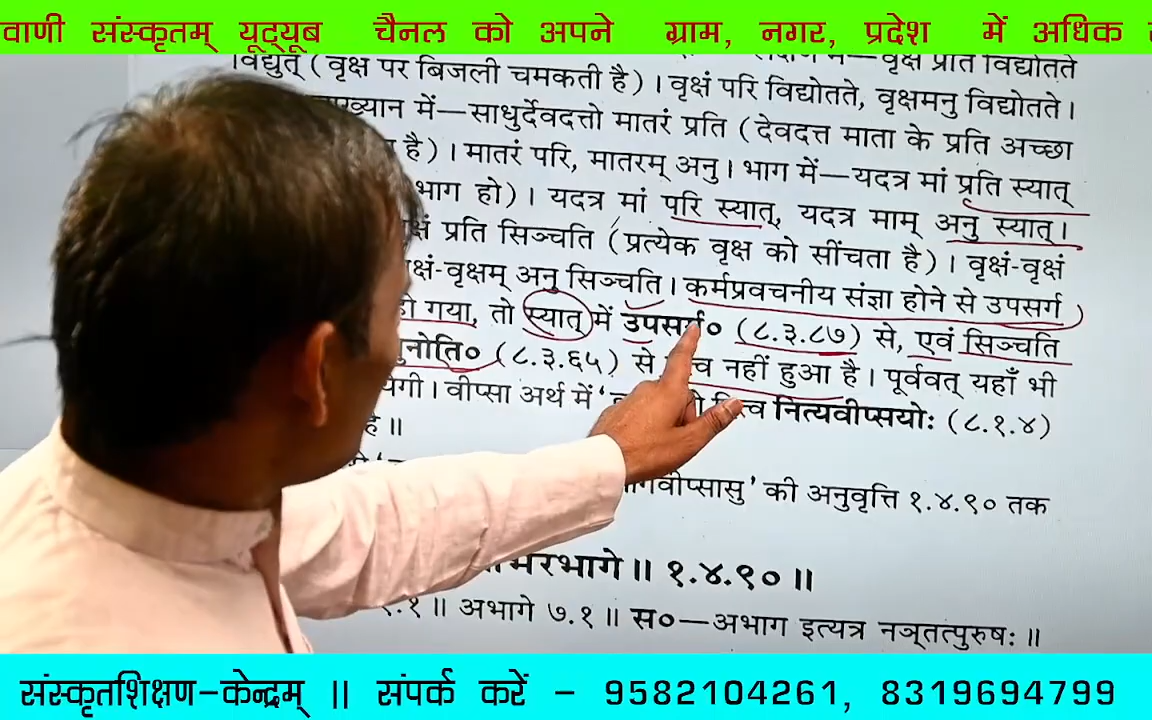 वाणी संस्कृतम् यूट्यूब चैनल को अपने ग्राम, नगर, प्रदेश में अधिक
वृक्षं प्रति विद्योतते
विद्युत् (वृक्ष पर बिजली चमकती है)। वृक्षं परि विद्योतते, वृक्षमनु विद्योतते।
में—साधुर्देवदत्तो मातरं प्रति (देवदत्त माता के प्रति अच्छा
है)। मातरं परि, मातरम् अनु। भाग में—यदत्र मां प्रति स्यात्
भाग हो)। यदत्र मां परि स्यात्, यदत्र माम् अनु स्यात्।
प्रति सिञ्चति (प्रत्येक वृक्ष को सींचता है)। वृक्षं-वृक्षं
वृक्षम् अनु सिञ्चति। कर्मप्रवचनीय संज्ञा होने से उपसर्ग
हो गया, तो स्यात् में उपसर्ग० (८.३.८७) से, एवं सिञ्चति
(८.३.६५) से नहीं हुआ है। पूर्ववत् यहाँ भी
वीप्सा अर्थ में नित्यवीप्सयोः (८.१.४)
है॥
की अनुवृत्ति १.४.९० तक
॥ १.४.९०॥
॥ अभागे ७.१॥ स०—अभाग इत्यत्र नञ्तत्पुरुषः॥
संस्कृतशिक्षण-केन्द्रम् || संपर्क करें - 9582104261, 8319694799